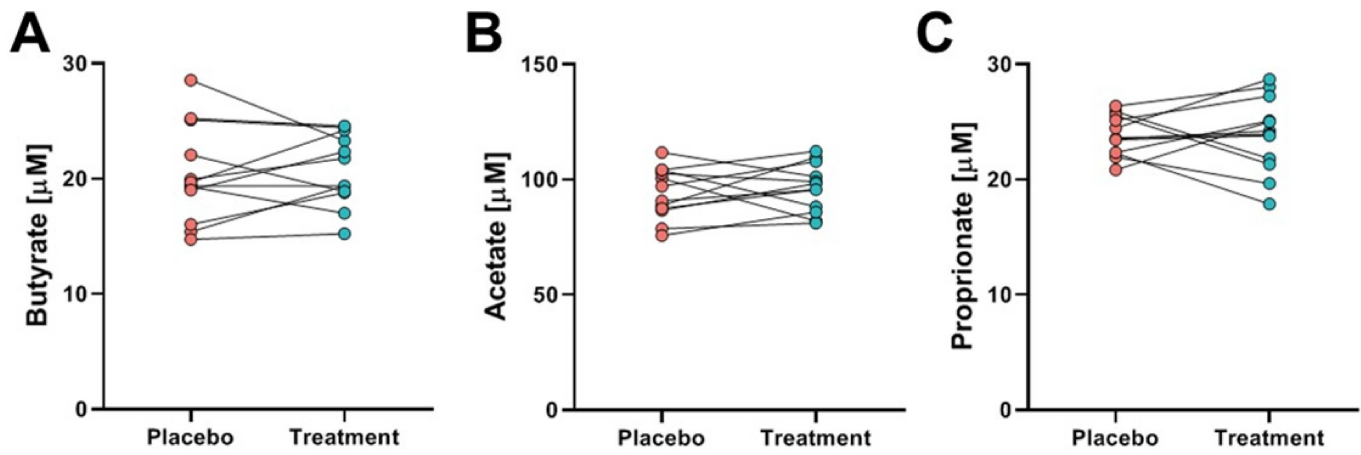 A
Butyrate [μM]
30
20
10
0
Placebo
Treatment
B
Acetate [μM]
150
100
50
0
Placebo
Treatment
C
Proprionate [μM]
30
20
10
0
Placebo
Treatment